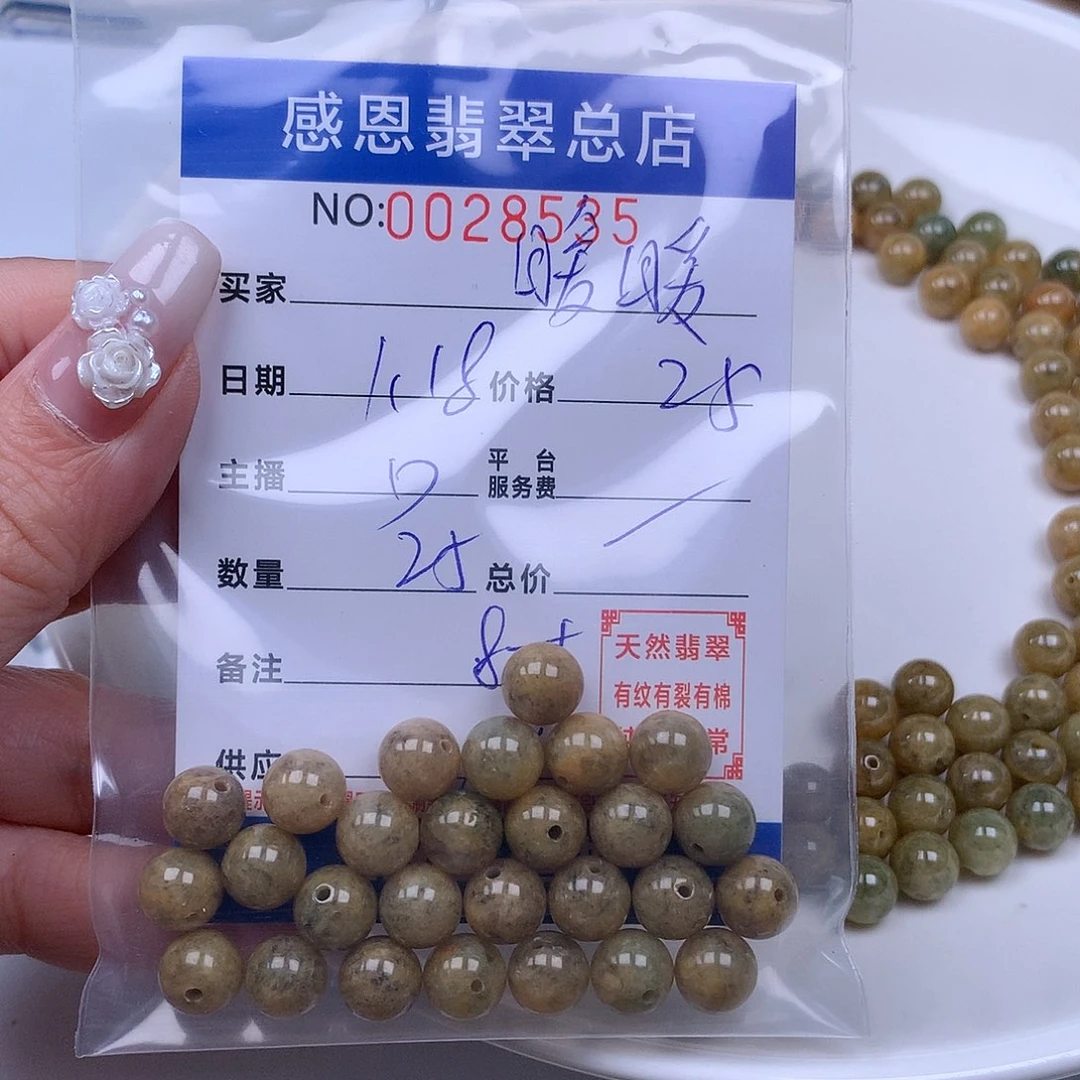 感恩翡翠总店
NO:0028535
买家 暖暖
日期 1.18 价格 25
主播 平台服务费
数量 25 总价
备注
天然翡翠
有纹有裂有棉
常
供应